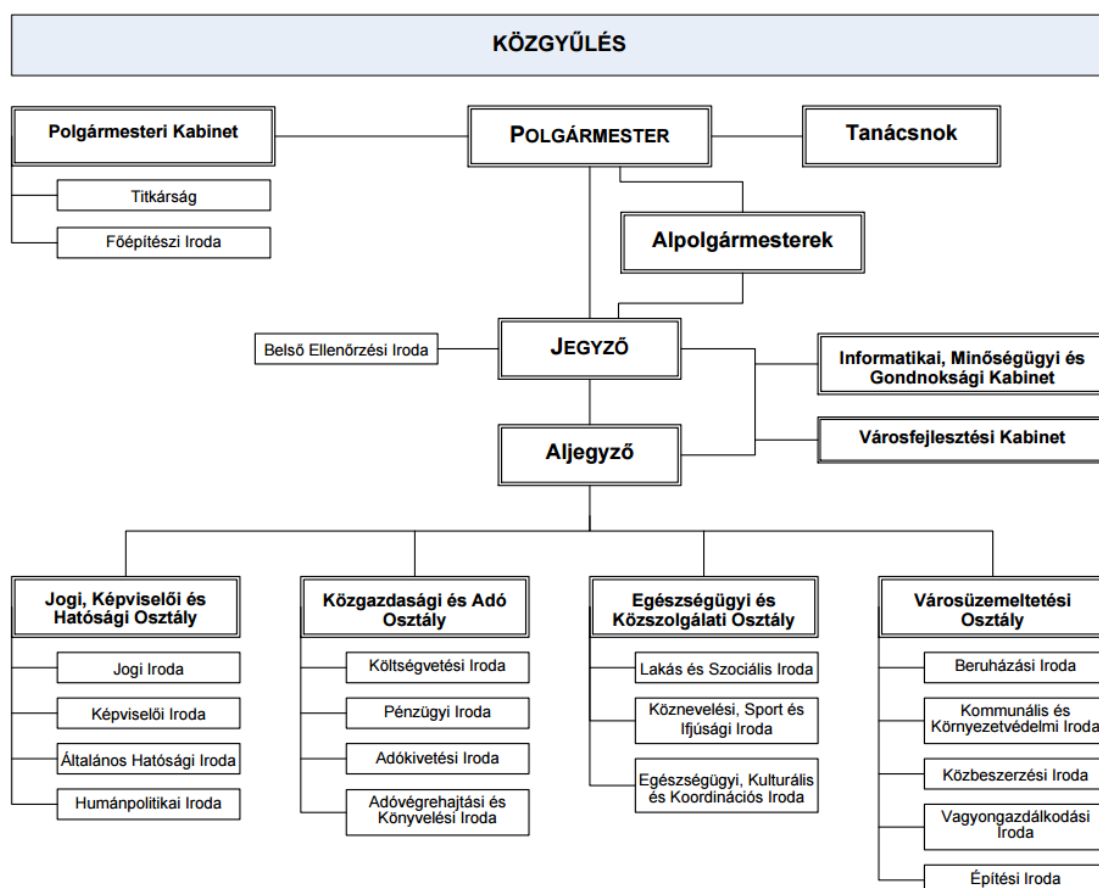 KÖZGYŰLÉS
Polgármesteri Kabinet
POLGÁRMESTER
Tanácsnok
Titkárság
Főépítészi Iroda
Alpolgármesterek
Belső Ellenőrzési Iroda
JEGYZŐ
Informatikai, Minőségügyi és
Gondnoksági Kabinet
Aljegyző
Városfejlesztési Kabinet
Jogi, Képviselői és
Hatósági Osztály
Jogi Iroda
Képviselői Iroda
Általános Hatósági Iroda
Humánpolitikai Iroda
Közgazdasági és Adó
Osztály
Költségvetési Iroda
Pénzügyi Iroda
Adókivetési Iroda
Adóvégrehajtási és
Könyvelési Iroda
Egészségügyi és
Közszolgálati Osztály
Lakás és Szociális Iroda
Köznevelési, Sport és
Ifjúsági Iroda
Egészségügyi, Kulturális
és Koordinációs Iroda
Városüzemeltetési
Osztály
Beruházási Iroda
Kommunális és
Környezetvédelmi Iroda
Közbeszerzési Iroda
Vagyongazdálkodási
Iroda
Építési Iroda